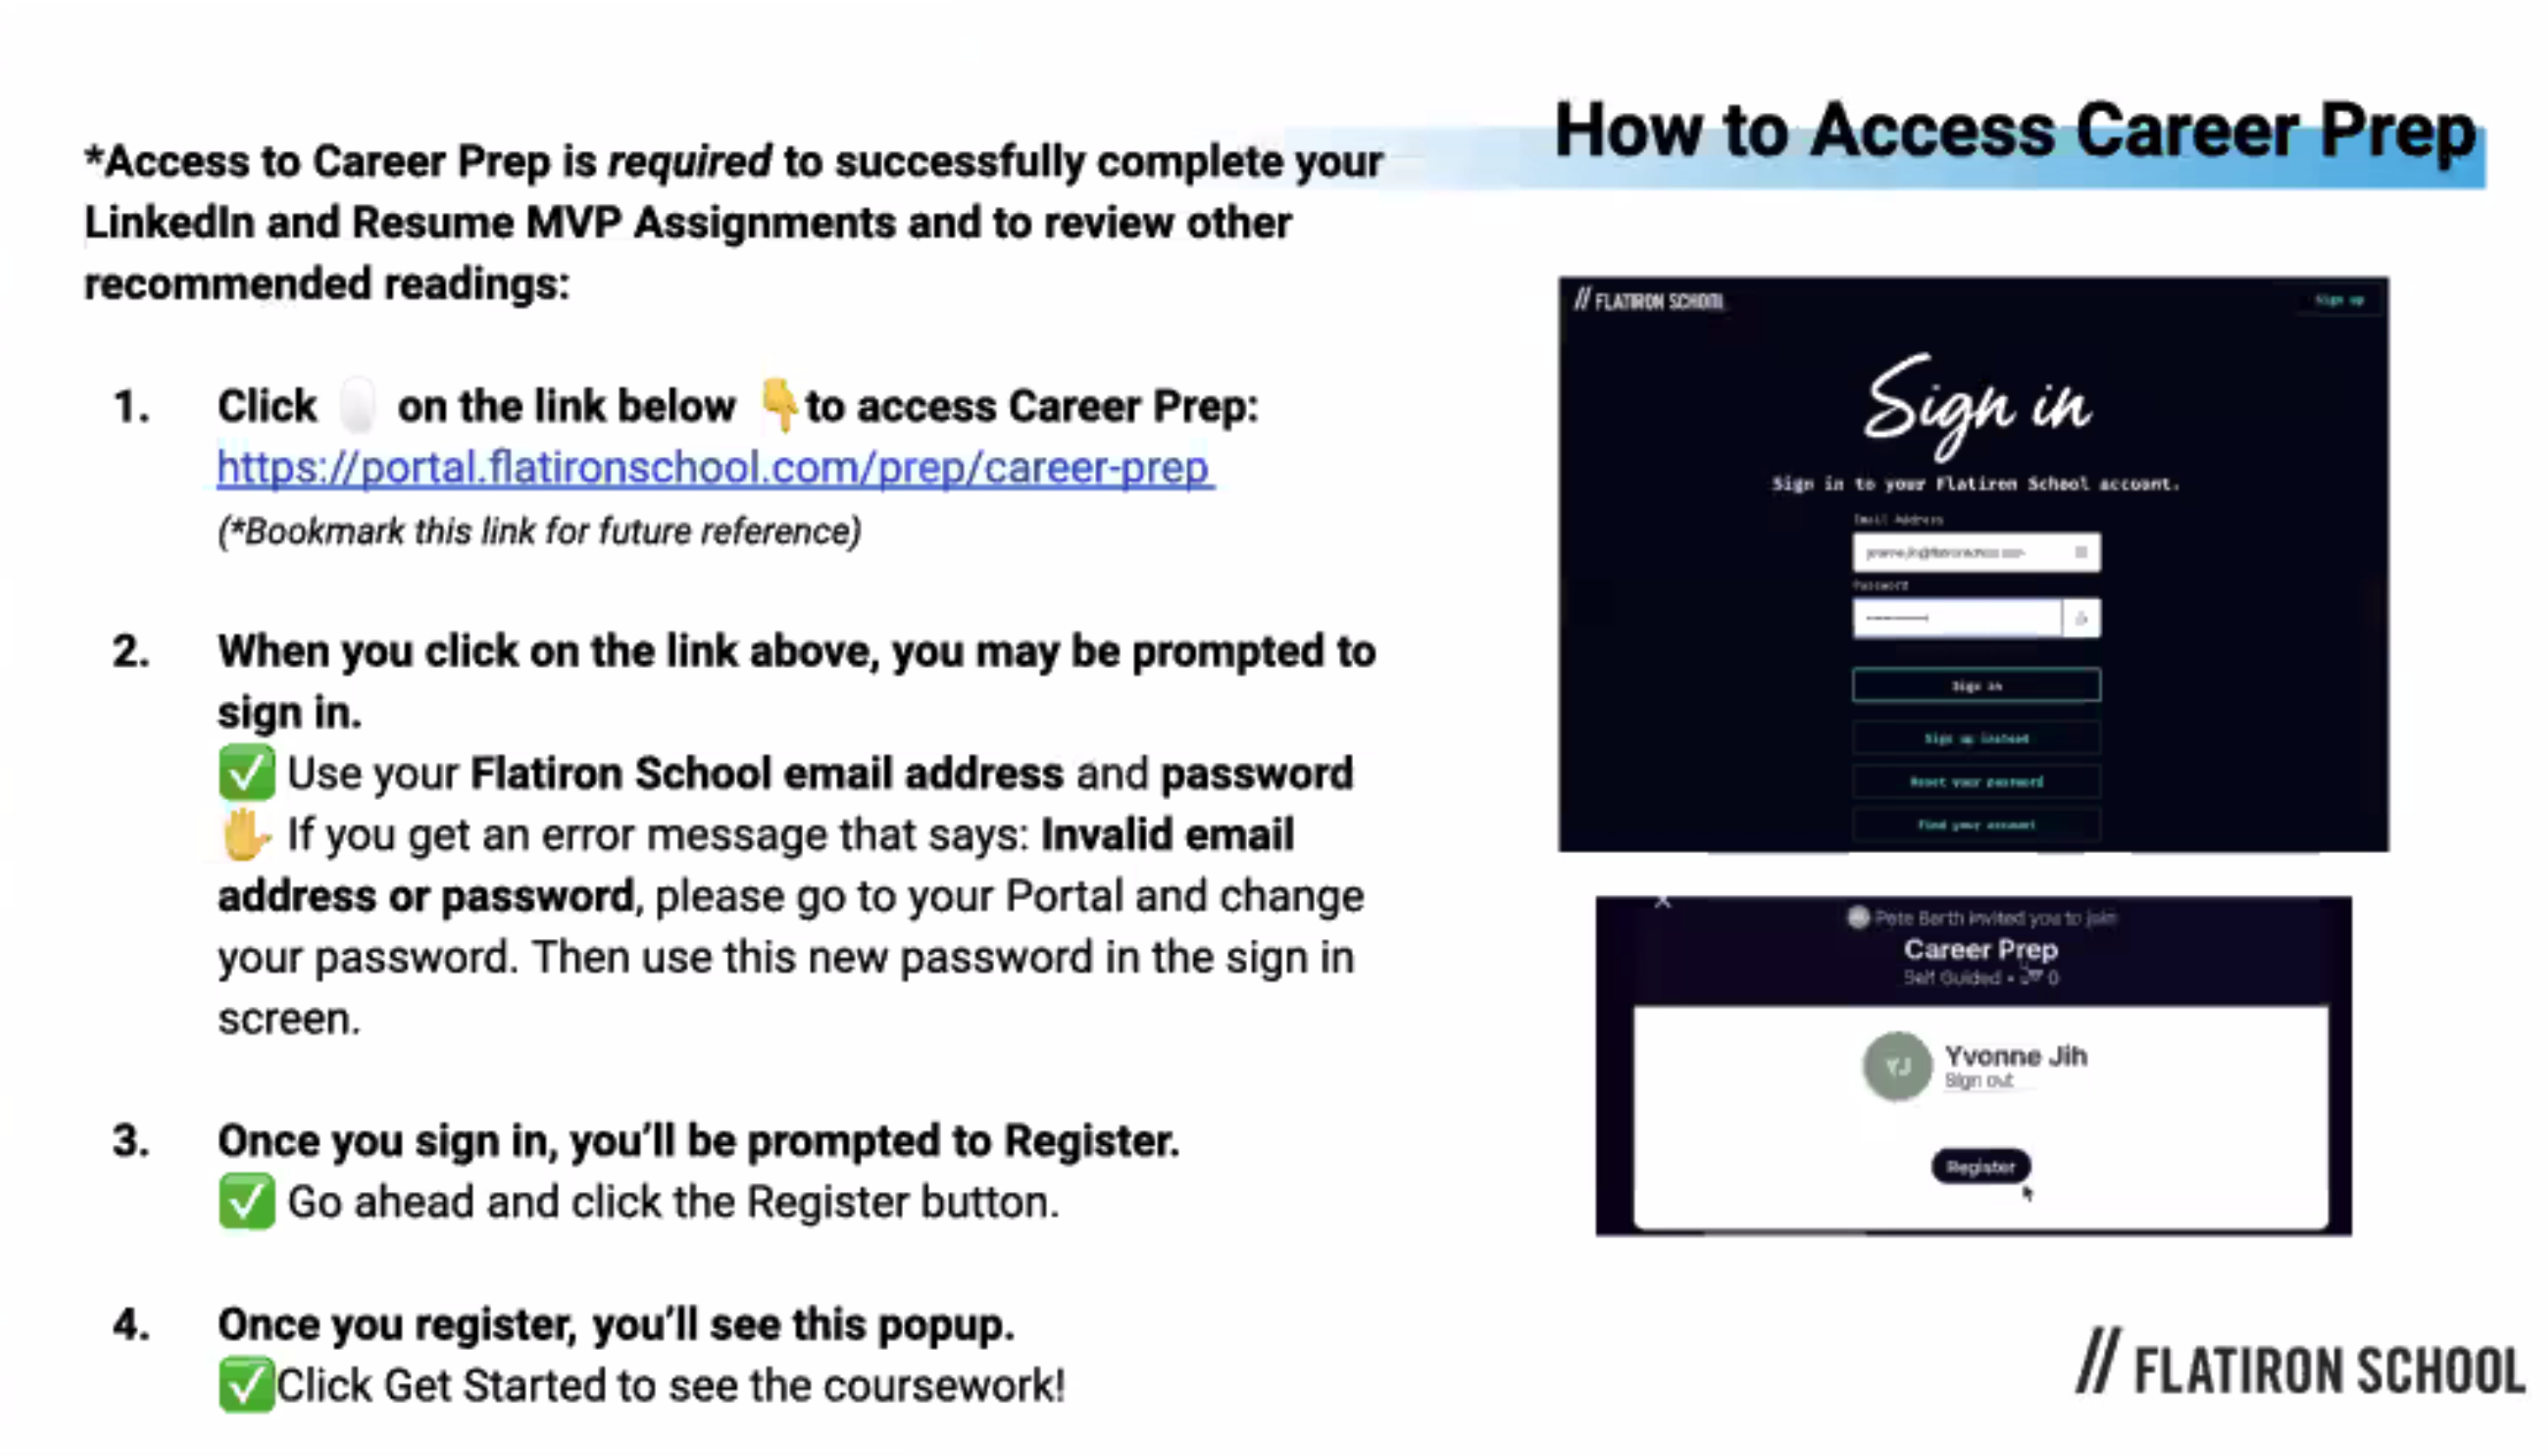 How to Access Career Prep
*Access to Career Prep is required to successfully complete your
LinkedIn and Resume MVP Assignments and to review other
recommended readings:
1. Click 🖱️ on the link below 👇to access Career Prep:
https://portal.flatironschool.com/prep/career-prep
(*Bookmark this link for future reference)
2. When you click on the link above, you may be prompted to
sign in.
✅ Use your Flatiron School email address and password
✋ If you get an error message that says: Invalid email
address or password, please go to your Portal and change
your password. Then use this new password in the sign in
screen.
3. Once you sign in, you’ll be prompted to Register.
✅ Go ahead and click the Register button.
4. Once you register, you’ll see this popup.
✅Click Get Started to see the coursework!
// FLATIRON SCHOOL
Sign up
Sign in
Sign in to your Flatiron School account.
Email Address
Password
Sign in
Sign up instead
Reset your password
Find your account
Pete Barth invited you to join
Career Prep
Self Guided •
YJ
Yvonne Jih
Sign out
Register
// FLATIRON SCHOOL